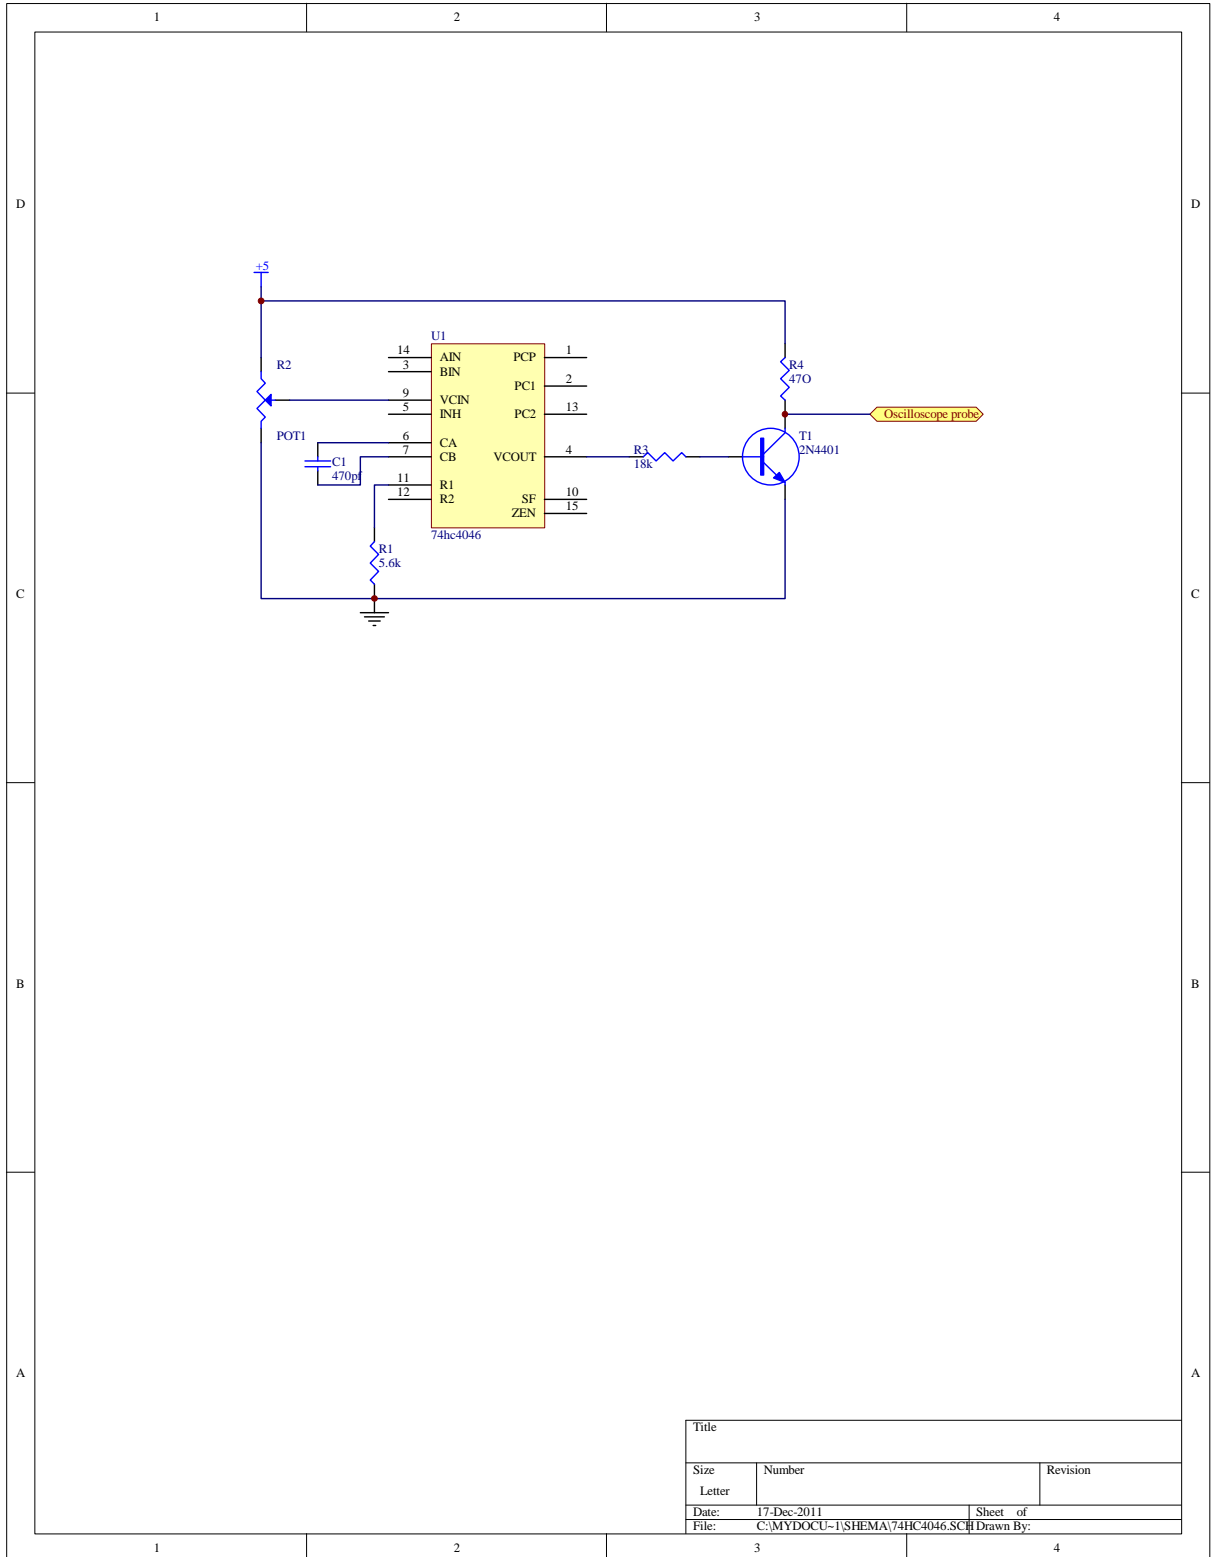 1 2 3 4
D D
+5
U1
R2
14 AIN PCP 1
3 BIN
PC1 2
9 VCIN
5 INH PC2 13
POT1
6 CA
7 CB VCOUT 4
C1
470pf
11 R1
12 R2 SF 10
ZEN 15
74hc4046
R1
5.6k
R3
18k
R4
47O
Oscilloscope probe
T1
2N4401
C C
B B
A A
Title
Size Number Revision
Letter
Date: 17-Dec-2011 Sheet of
File: C:\MYDOCU~1\SHEMA\74HC4046.SCH Drawn By:
1 2 3 4